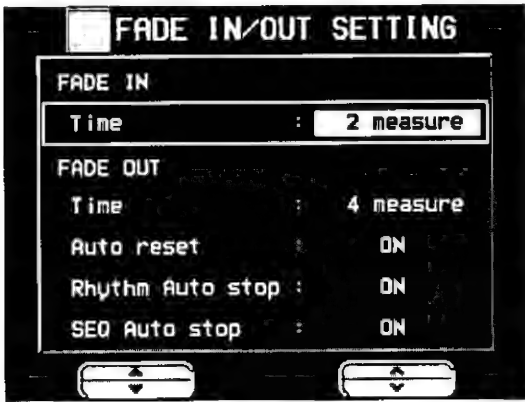 FADE IN/OUT SETTING
FADE IN
Time : 2 measure
FADE OUT
Time : 4 measure
Auto reset : ON
Rhythm Auto stop : ON
SEQ Auto stop : ON